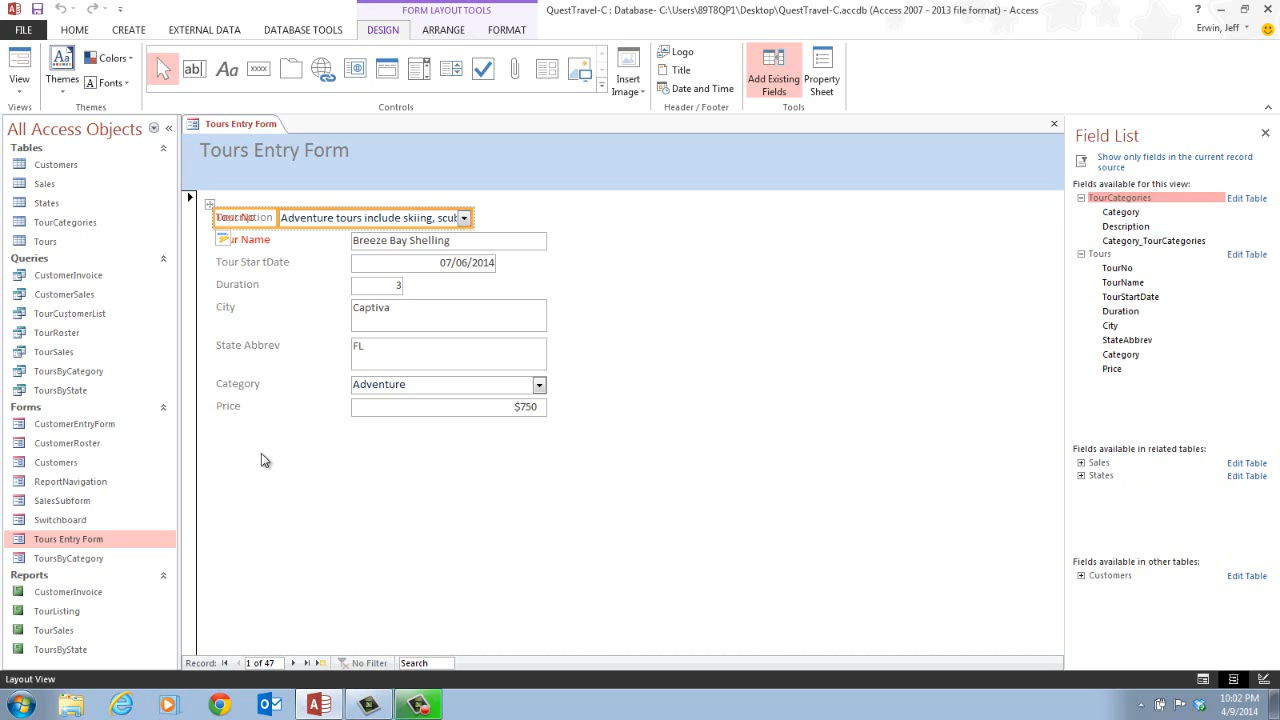 FORM LAYOUT TOOLS
QuestTravel-C : Database- C:\Users\89T8QP1\Desktop\QuestTravel-C.accdb (Access 2007 - 2013 file format) - Access
FILE HOME CREATE EXTERNAL DATA DATABASE TOOLS DESIGN ARRANGE FORMAT Erwin, Jeff
View
Views
Themes
Colors
Fonts
Themes
ab|
Aa
xxxx
Controls
Insert
Image
Logo
Title
Date and Time
Header / Footer
Add Existing
Fields
Property
Sheet
Tools
All Access Objects
Tables
Customers
Sales
States
TourCategories
Tours
Queries
CustomerInvoice
CustomerSales
TourCustomerList
TourRoster
TourSales
ToursByCategory
ToursByState
Forms
CustomerEntryForm
CustomerRoster
Customers
ReportNavigation
SalesSubform
Switchboard
Tours Entry Form
ToursByCategory
Reports
CustomerInvoice
TourListing
TourSales
ToursByState
Tours Entry Form
Tours Entry Form
Description Adventure tours include skiing, scub
ur Name Breeze Bay Shelling
Tour StartDate 07/06/2014
Duration 3
City Captiva
State Abbrev FL
Category Adventure
Price $750
Record: 1 of 47 No Filter Search
Field List
Show only fields in the current record
source
Fields available for this view:
TourCategories Edit Table
Category
Description
Category_TourCategories
Tours Edit Table
TourNo
TourName
TourStartDate
Duration
City
StateAbbrev
Category
Price
Fields available in related tables:
Sales Edit Table
States Edit Table
Fields available in other tables:
Customers Edit Table
Layout View
10:02 PM
4/9/2014